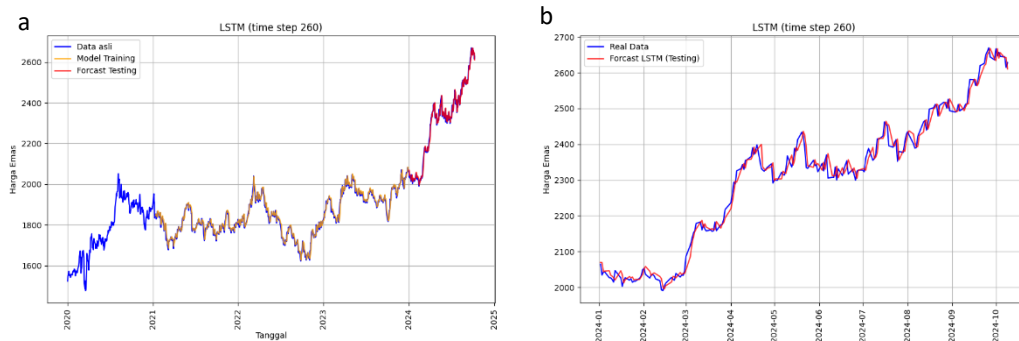 a
LSTM (time step 260)
Data asli
Model Training
Forcast Testing
Harga Emas
2600
2400
2200
2000
1800
1600
2020
2021
2022
2023
2024
2025
Tanggal
b
LSTM (time step 260)
Real Data
Forcast LSTM (Testing)
Harga Emas
2700
2600
2500
2400
2300
2200
2100
2000
2024-01
2024-02
2024-03
2024-04
2024-05
2024-06
2024-07
2024-08
2024-09
2024-10